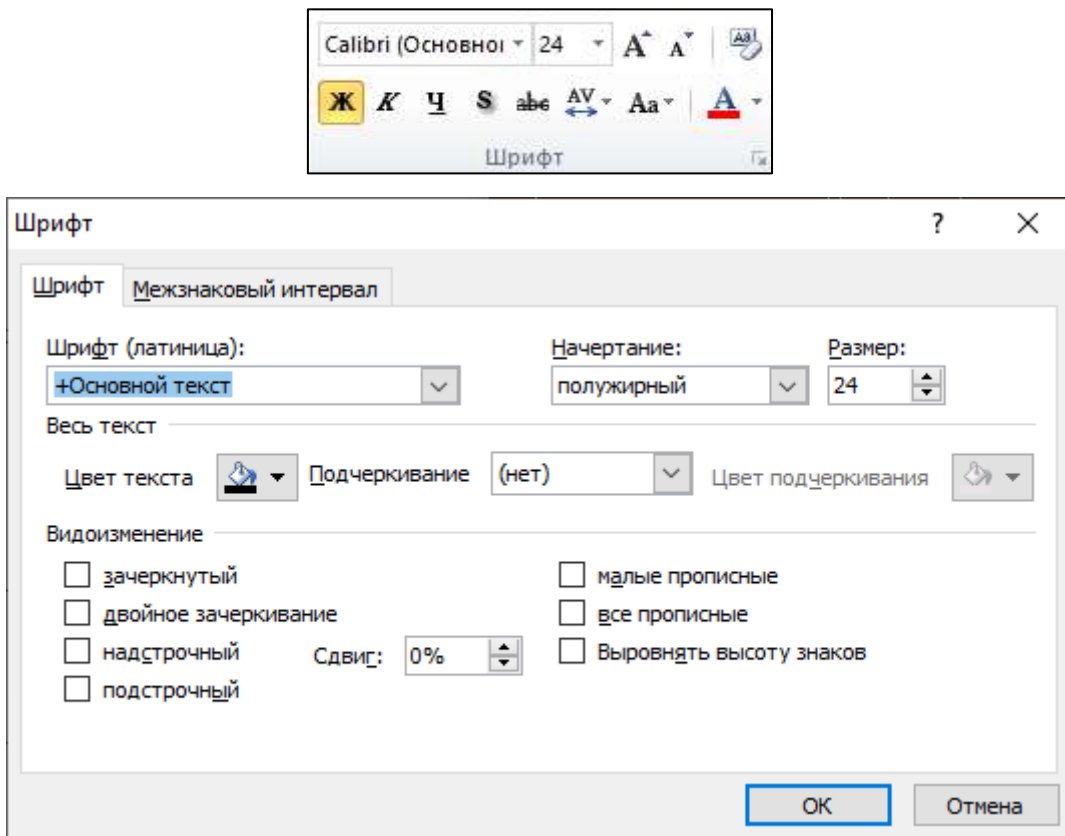 Calibri (Основно 24 A A Aa
Ж К Ч S abc AV Aa A
Шрифт
Шрифт ?
Шрифт Межзнаковый интервал
Шрифт (латиница): Начертание: Размер:
+Основной текст полужирный 24
Весь текст
Цвет текста Подчеркивание (нет) Цвет подчеркивания
Видоизменение
зачеркнутый малые прописные
двойное зачеркивание все прописные
надстрочный Сдвиг: 0% Выровнять высоту знаков
подстрочный
ОК Отмена